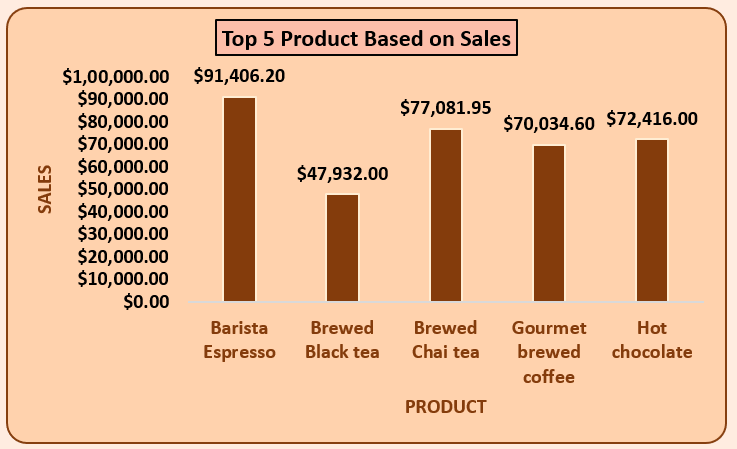 Top 5 Product Based on Sales
$1,00,000.00
$90,000.00
$80,000.00
$70,000.00
$60,000.00
$50,000.00
$40,000.00
$30,000.00
$20,000.00
$10,000.00
$0.00
SALES
$91,406.20
$47,932.00
$77,081.95
$70,034.60
$72,416.00
Barista
Espresso
Brewed
Black tea
Brewed
Chai tea
Gourmet
brewed
coffee
Hot
chocolate
PRODUCT